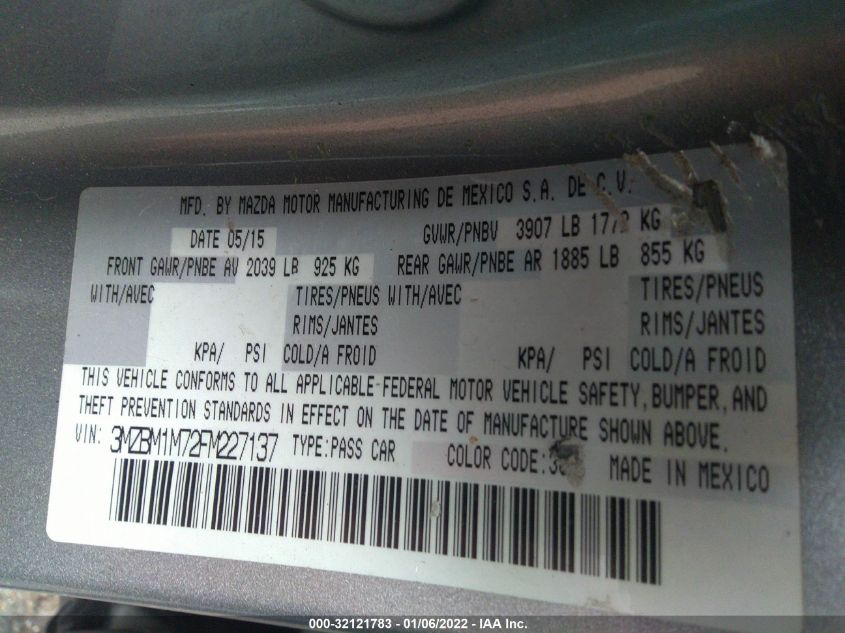 MFD. BY MAZDA MOTOR MANUFACTURING DE MEXICO S.A. DE C.V.
DATE 05/15 GVWR/PNBV 3907 LB KG
FRONT GAWR/PNBE AV 2039 LB 925 KG REAR GAWR/PNBE AR 1885 LB 855 KG
WITH/AVEC TIRES/PNEUS WITH/AVEC TIRES/PNEUS
RIMS/JANTES RIMS/JANTES
KPA/ PSI COLD/A FROID KPA/ PSI COLD/A FROID
THIS VEHICLE CONFORMS TO ALL APPLICABLE-FEDERAL MOTOR VEHICLE SAFETY, BUMPER, AND
THEFT PREVENTION STANDARDS IN EFFECT ON THE DATE OF MANUFACTURE SHOWN ABOVE.
VIN: 3MZBM1M72FM227137 TYPE:PASS CAR COLOR CODE: MADE IN MEXICO
000-32121783 - 01/06/2022 - IAA Inc.